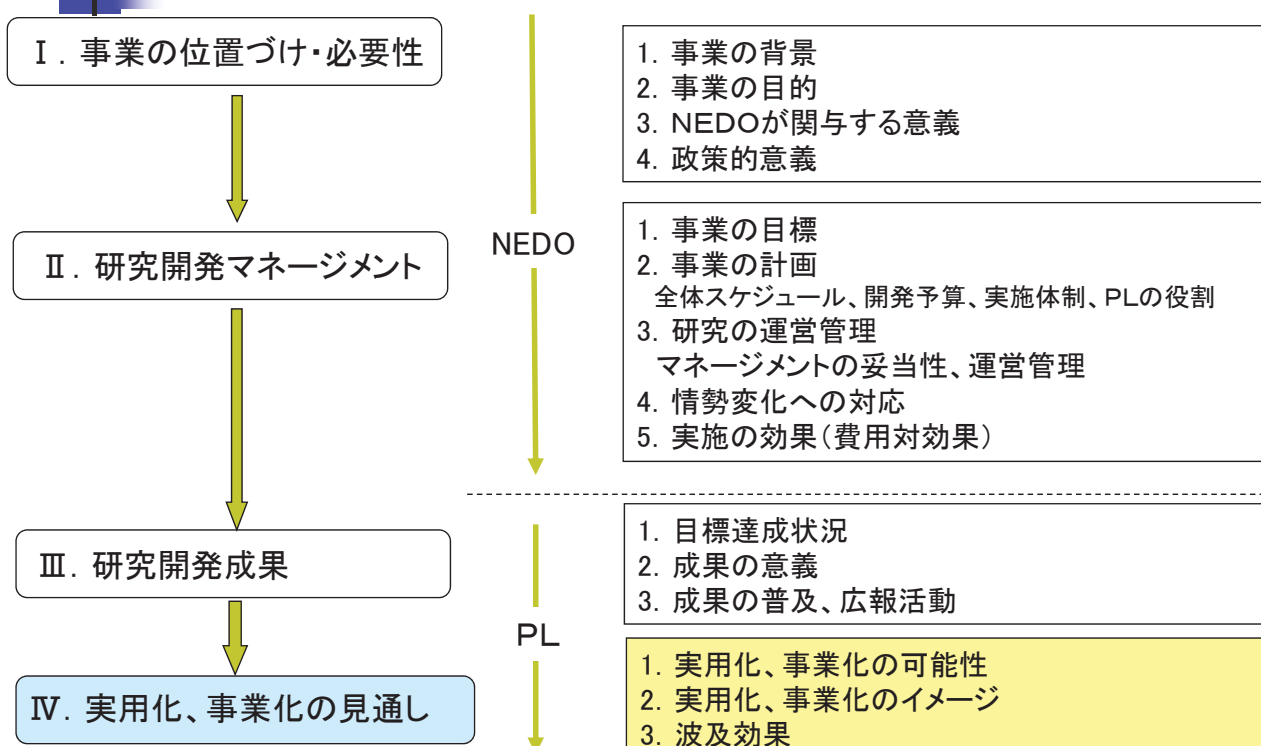 Ⅰ. 事業の位置づけ・必要性
1. 事業の背景
2. 事業の目的
3. NEDOが関与する意義
4. 政策的意義
Ⅱ. 研究開発マネージメント
NEDO
1. 事業の目標
2. 事業の計画
全体スケジュール、開発予算、実施体制、PLの役割
3. 研究の運営管理
マネージメントの妥当性、運営管理
4. 情勢変化への対応
5. 実施の効果(費用対効果)
Ⅲ. 研究開発成果
1. 目標達成状況
2. 成果の意義
3. 成果の普及、広報活動
PL
Ⅳ. 実用化、事業化の見通し
1. 実用化、事業化の可能性
2. 実用化、事業化のイメージ
3. 波及効果